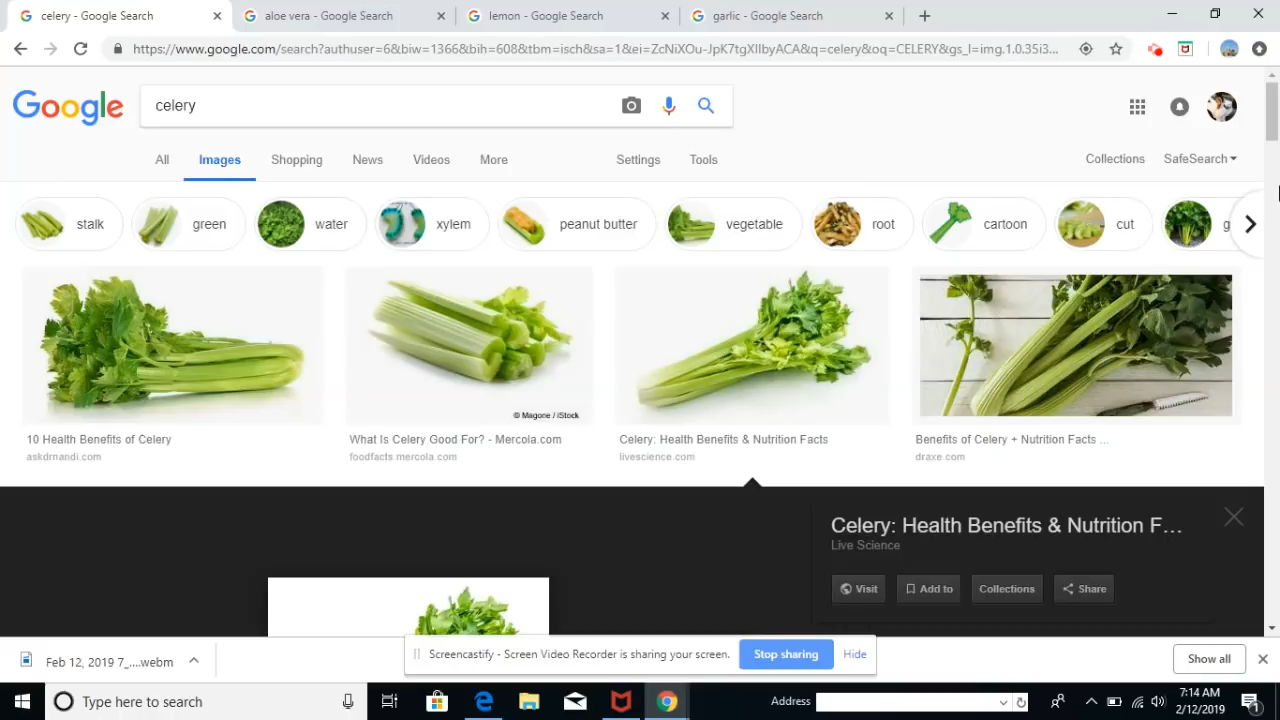 celery - Google Search
aloe vera - Google Search
lemon - Google Search
garlic - Google Search
https://www.google.com/search?authuser=6&biw=1366&bih=608&tbm=isch&sa=1&ei=ZcNiXOu-JpK7tgXIIbyACA&q=celery&oq=CELERY&gs_l=img.1.0.35i3...
Google
celery
All
Images
Shopping
News
Videos
More
Settings
Tools
Collections
SafeSearch
stalk
green
water
xylem
peanut butter
vegetable
root
cartoon
cut
g
© Magone / iStock
10 Health Benefits of Celery
askdrnandi.com
What Is Celery Good For? - Mercola.com
foodfacts.mercola.com
Celery: Health Benefits & Nutrition Facts
livescience.com
Benefits of Celery + Nutrition Facts ...
draxe.com
Celery: Health Benefits & Nutrition F...
Live Science
Visit
Add to
Collections
Share
Feb 12, 2019 7_....webm
Screencastify - Screen Video Recorder is sharing your screen.
Stop sharing
Hide
Show all
Type here to search
Address
7:14 AM
2/12/2019
1